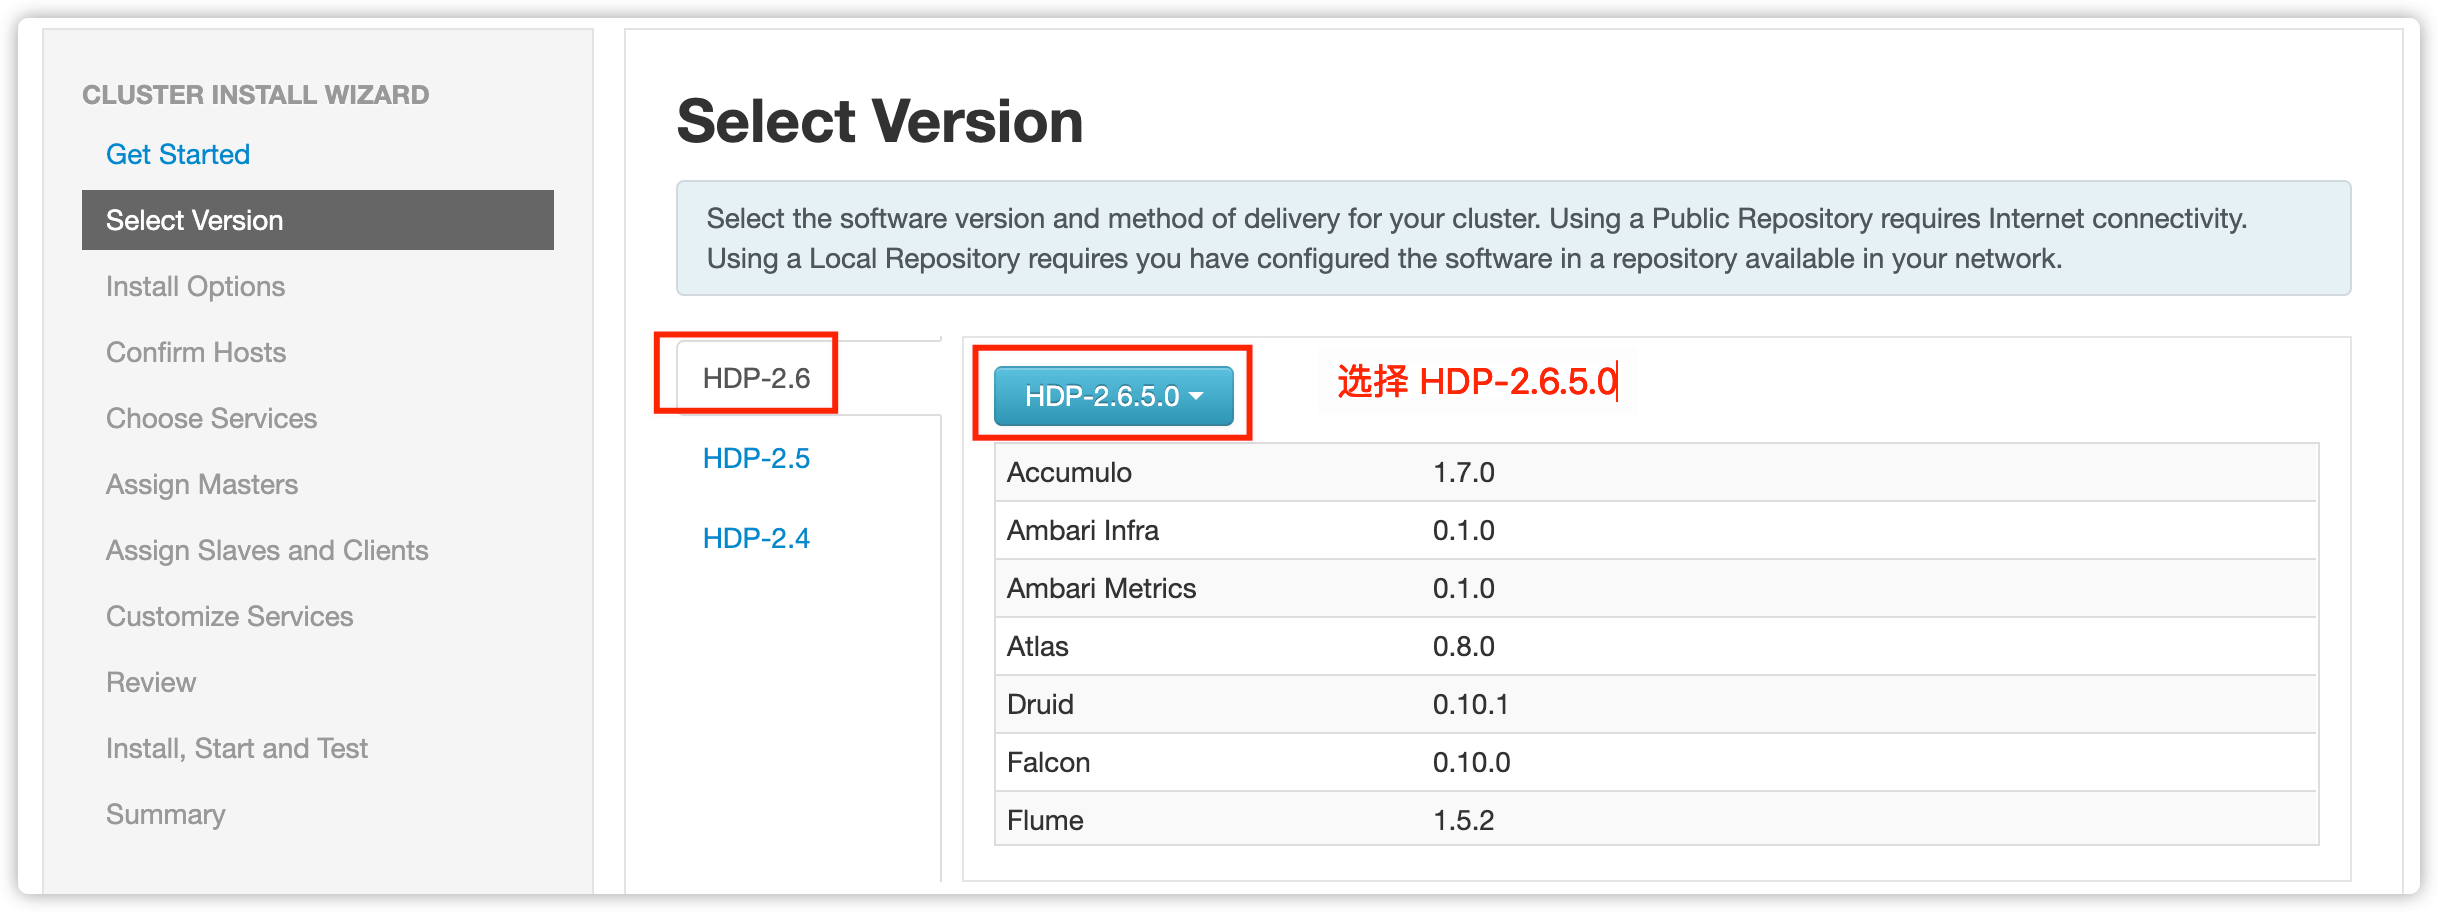 CLUSTER INSTALL WIZARD
Get Started
Select Version
Install Options
Confirm Hosts
Choose Services
Assign Masters
Assign Slaves and Clients
Customize Services
Review
Install, Start and Test
Summary
Select Version
Select the software version and method of delivery for your cluster. Using a Public Repository requires Internet connectivity.
Using a Local Repository requires you have configured the software in a repository available in your network.
HDP-2.6
HDP-2.5
HDP-2.4
HDP-2.6.5.0
选择 HDP-2.6.5.0
Accumulo 1.7.0
Ambari Infra 0.1.0
Ambari Metrics 0.1.0
Atlas 0.8.0
Druid 0.10.1
Falcon 0.10.0
Flume 1.5.2